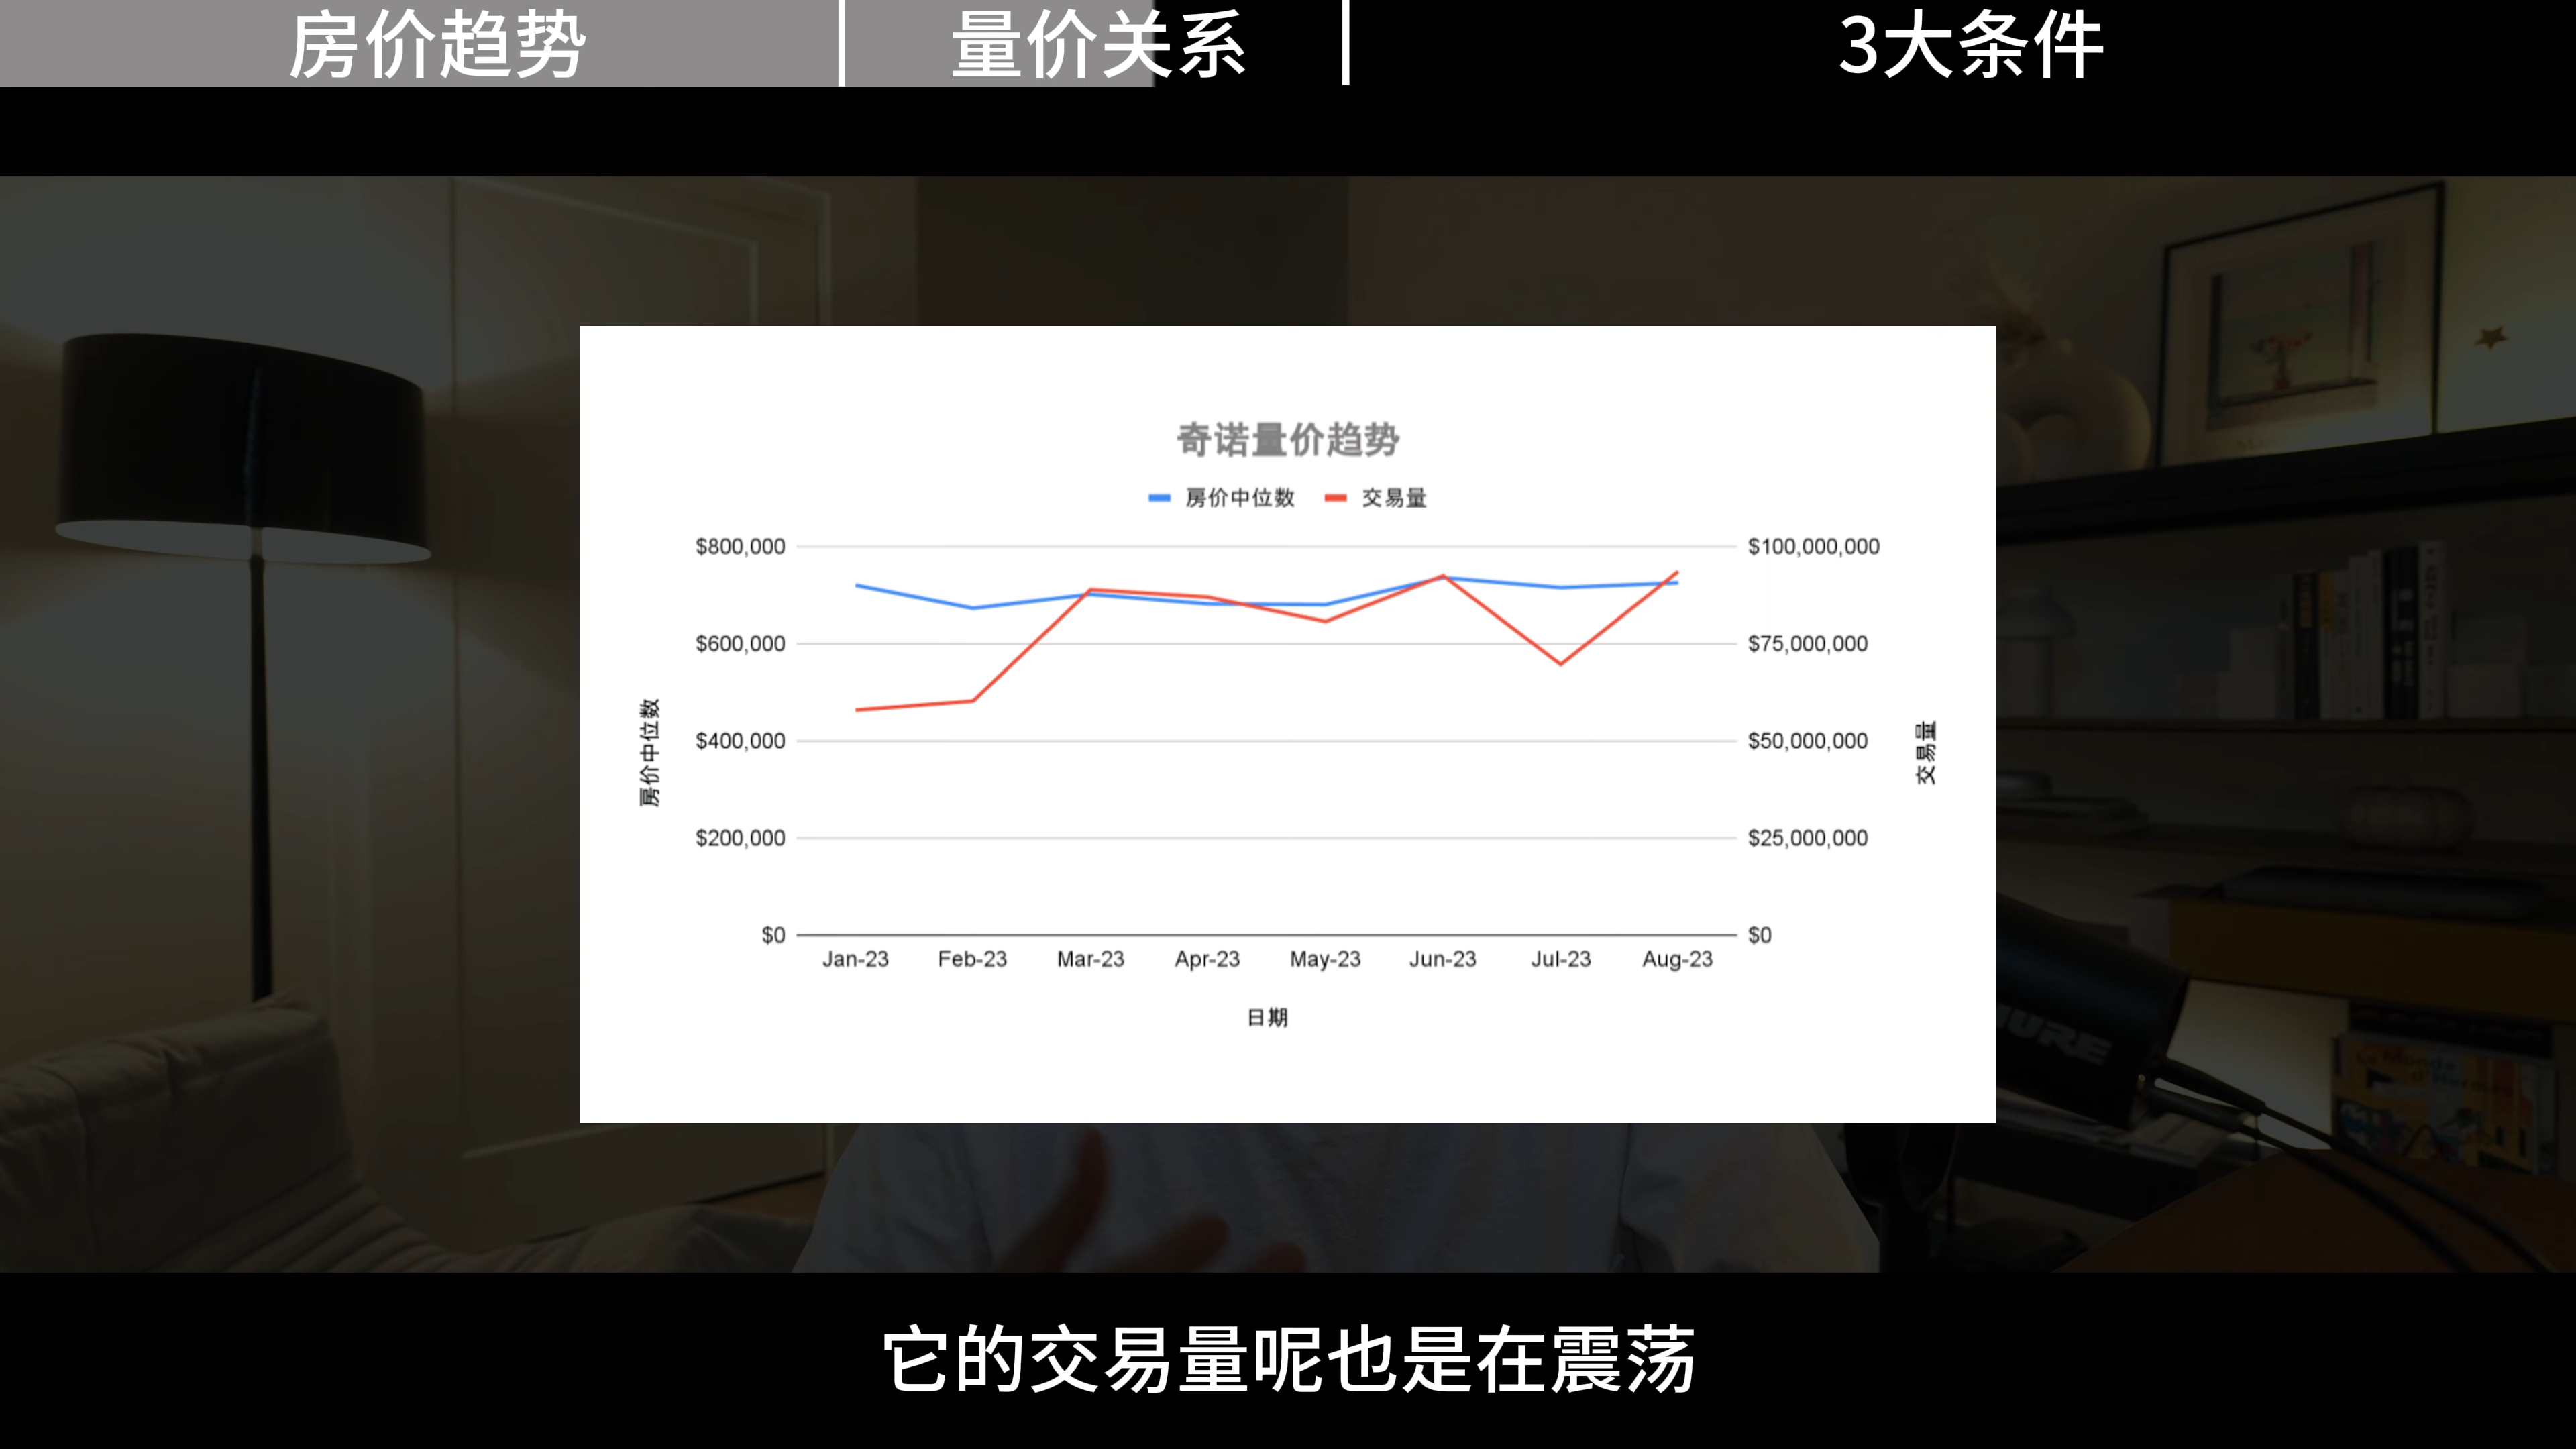 房价趋势
量价关系
3大条件
奇诺量价趋势
房价中位数
交易量
$800,000
$100,000,000
$600,000
$75,000,000
$400,000
$50,000,000
$200,000
$25,000,000
$0
$0
房价中位数
交易量
Jan-23 Feb-23 Mar-23 Apr-23 May-23 Jun-23 Jul-23 Aug-23
日期
URE
它的交易量呢也是在震荡